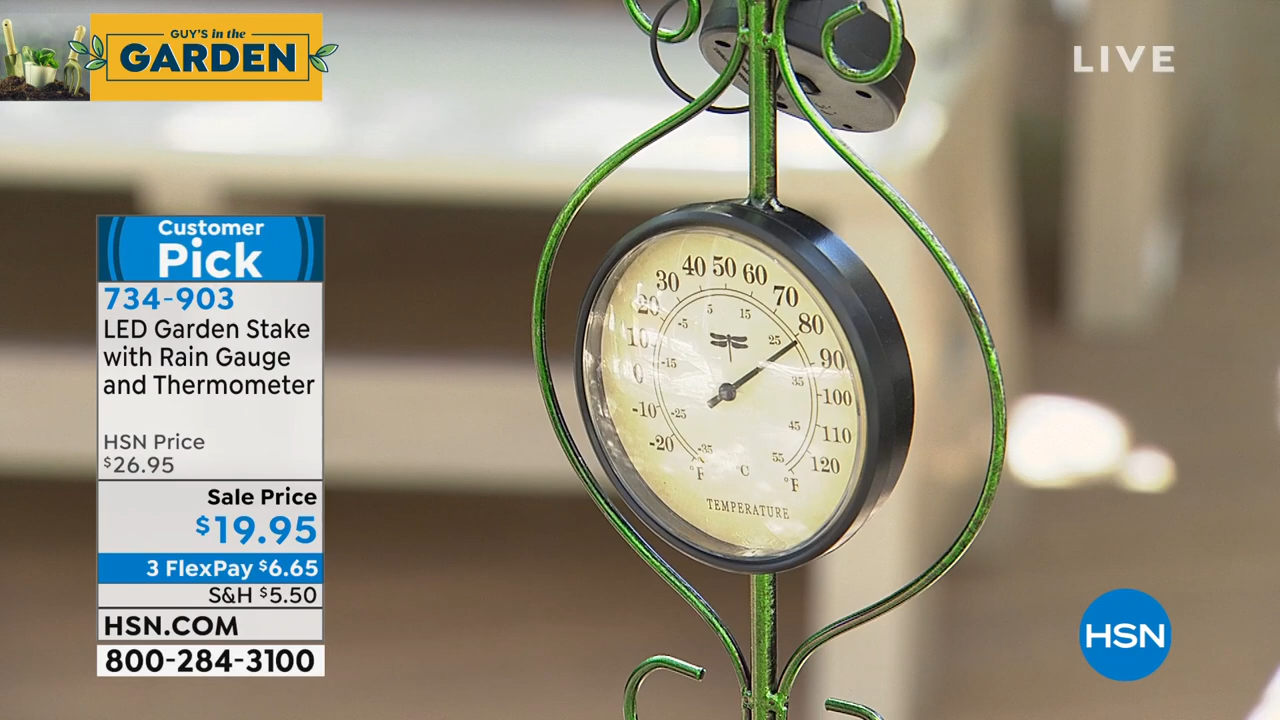 GUY'S in the
GARDEN
LIVE
Customer
Pick
734-903
LED Garden Stake
with Rain Gauge
and Thermometer
HSN Price
$26.95
Sale Price
$19.95
3 FlexPay $6.65
S&H $5.50
HSN.COM
800-284-3100
-20 -10 0 10 20 30 40 50 60 70 80 90 100 110 120
-35 -25 -15 -5 5 15 25 35 45 55
°F °C °F
TEMPERATURE
HSN